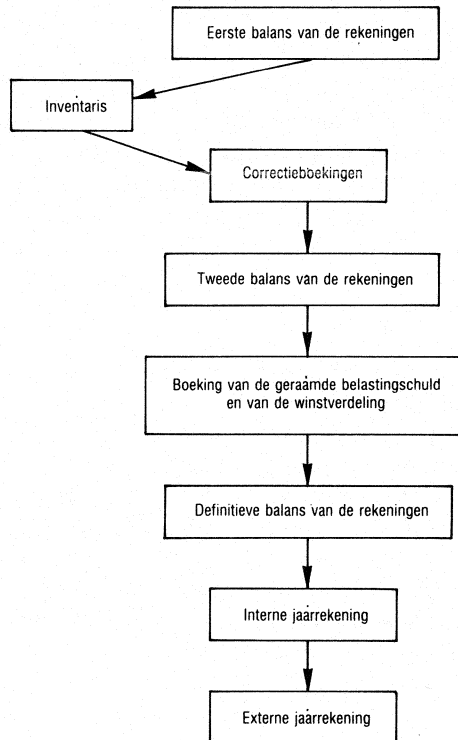 Eerste balans van de rekeningen
Inventaris
Correctieboekingen
Tweede balans van de rekeningen
Boeking van de geraamde belastingschuld
en van de winstverdeling
Definitieve balans van de rekeningen
Interne jaarrekening
Externe jaarrekening